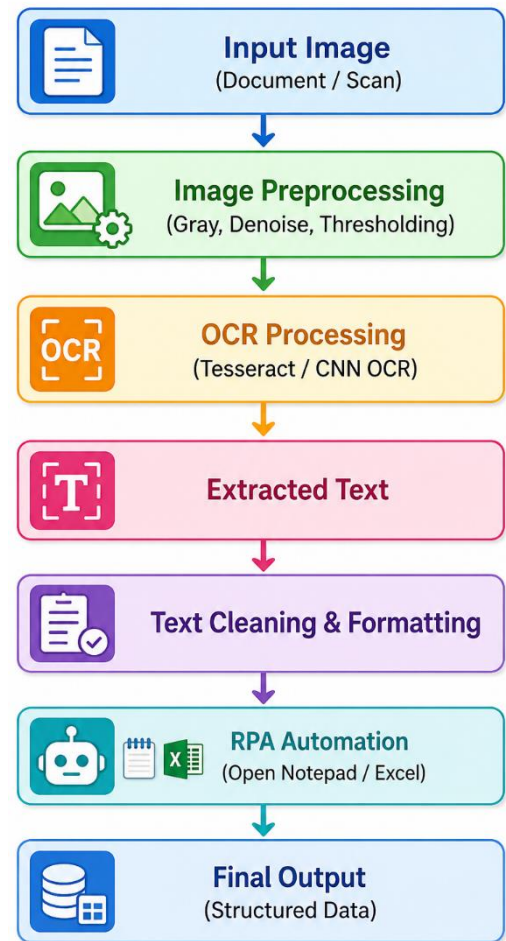 Input Image
(Document / Scan)
Image Preprocessing
(Gray, Denoise, Thresholding)
OCR
OCR Processing
(Tesseract / CNN OCR)
T
Extracted Text
Text Cleaning & Formatting
X
RPA Automation
(Open Notepad / Excel)
Final Output
(Structured Data)